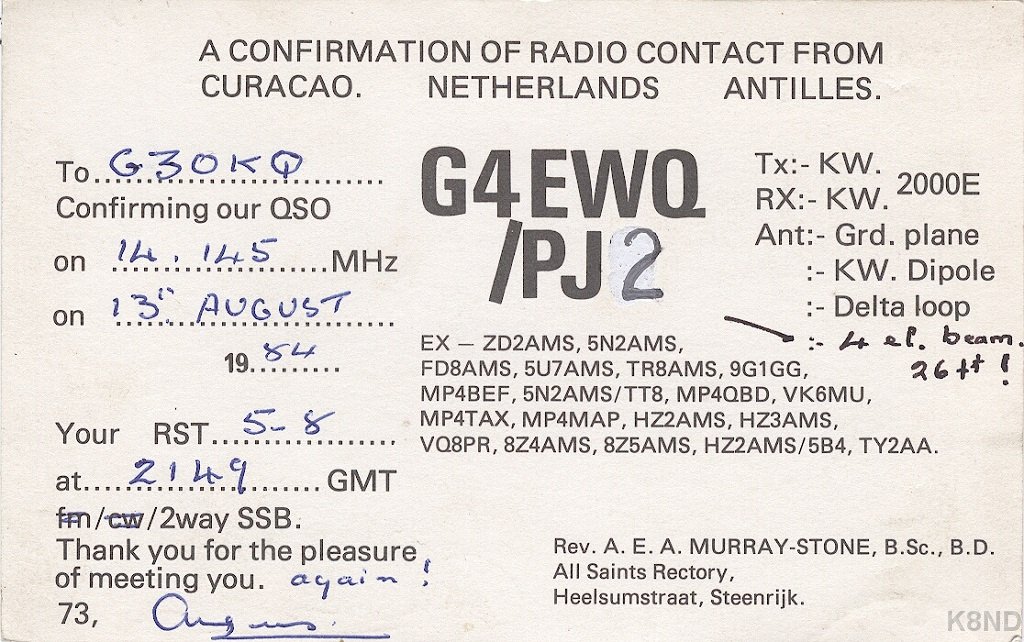 A CONFIRMATION OF RADIO CONTACT FROM
CURACAO. NETHERLANDS ANTILLES.
To G3OKQ
Confirming our QSO
on 14.145 MHz
on 13th AUGUST
1984
Your RST 5-8
at 2149 GMT
fm/cw/2way SSB.
Thank you for the pleasure
of meeting you. again!
73, Angus.
G4EWQ
/PJ2
Tx:- KW. 2000E
RX:- KW.
Ant:- Grd. plane
:- KW. Dipole
:- Delta loop
:- 4 el. beam.
26ft!
EX – ZD2AMS, 5N2AMS,
FD8AMS, 5U7AMS, TR8AMS, 9G1GG,
MP4BEF, 5N2AMS/TT8, MP4QBD, VK6MU,
MP4TAX, MP4MAP, HZ2AMS, HZ3AMS,
VQ8PR, 8Z4AMS, 8Z5AMS, HZ2AMS/5B4, TY2AA.
Rev. A. E. A. MURRAY-STONE, B.Sc., B.D.
All Saints Rectory,
Heelsumstraat, Steenrijk.
K8ND